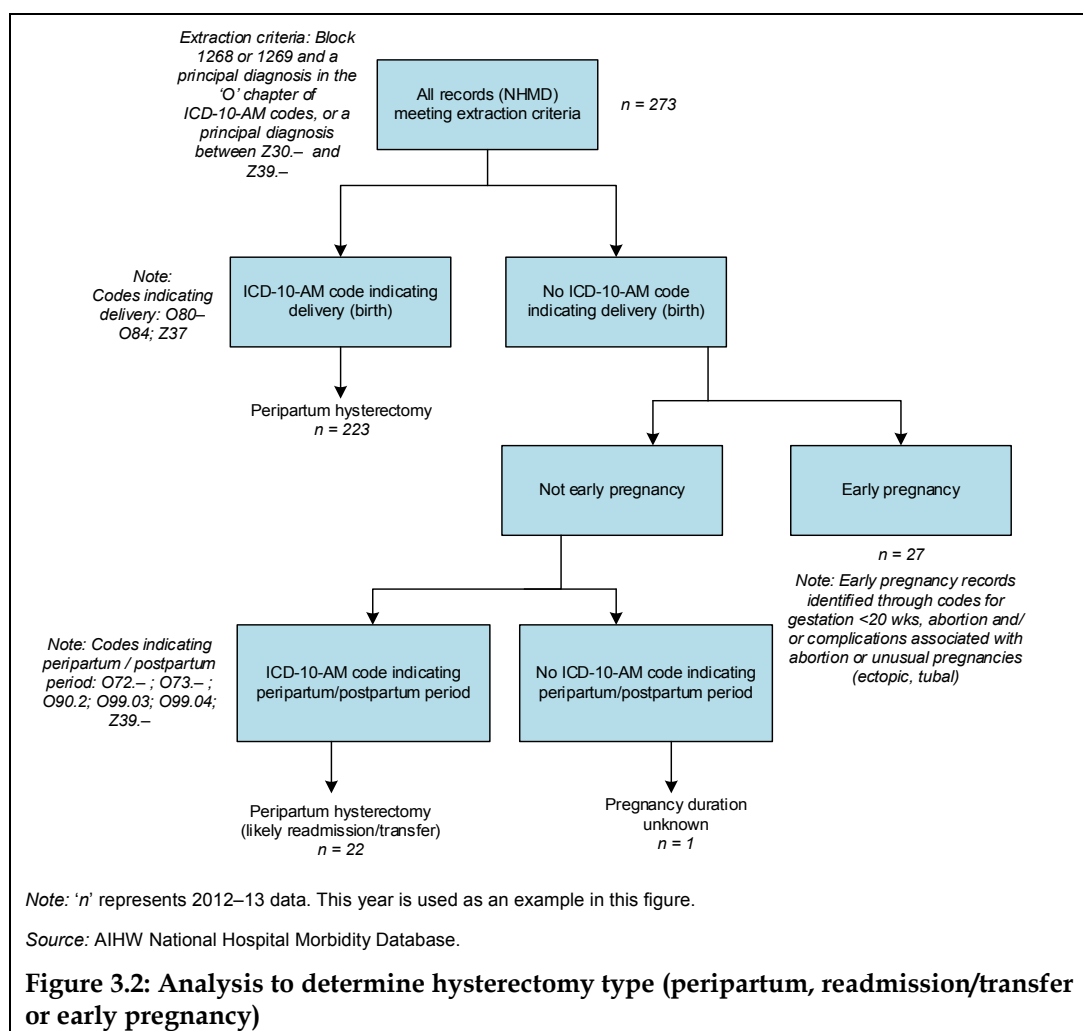 Extraction criteria: Block
1268 or 1269 and a
principal diagnosis in the
‘O’ chapter of
ICD-10-AM codes, or a
principal diagnosis
between Z30.– and
Z39.–
All records (NHMD)
meeting extraction criteria
n = 273
Note:
Codes indicating
delivery: O80–
O84; Z37
ICD-10-AM code indicating
delivery (birth)
No ICD-10-AM code
indicating delivery (birth)
Peripartum hysterectomy
n = 223
Not early pregnancy
Early pregnancy
n = 27
Note: Early pregnancy records
identified through codes for
gestation <20 wks, abortion and/
or complications associated with
abortion or unusual pregnancies
(ectopic, tubal)
Note: Codes indicating
peripartum / postpartum
period: O72.– ; O73.– ;
O90.2; O99.03; O99.04;
Z39.–
ICD-10-AM code indicating
peripartum/postpartum period
No ICD-10-AM code indicating
peripartum/postpartum period
Peripartum hysterectomy
(likely readmission/transfer)
n = 22
Pregnancy duration
unknown
n = 1
Note: ‘n’ represents 2012–13 data. This year is used as an example in this figure.
Source: AIHW National Hospital Morbidity Database.
Figure 3.2: Analysis to determine hysterectomy type (peripartum, readmission/transfer
or early pregnancy)